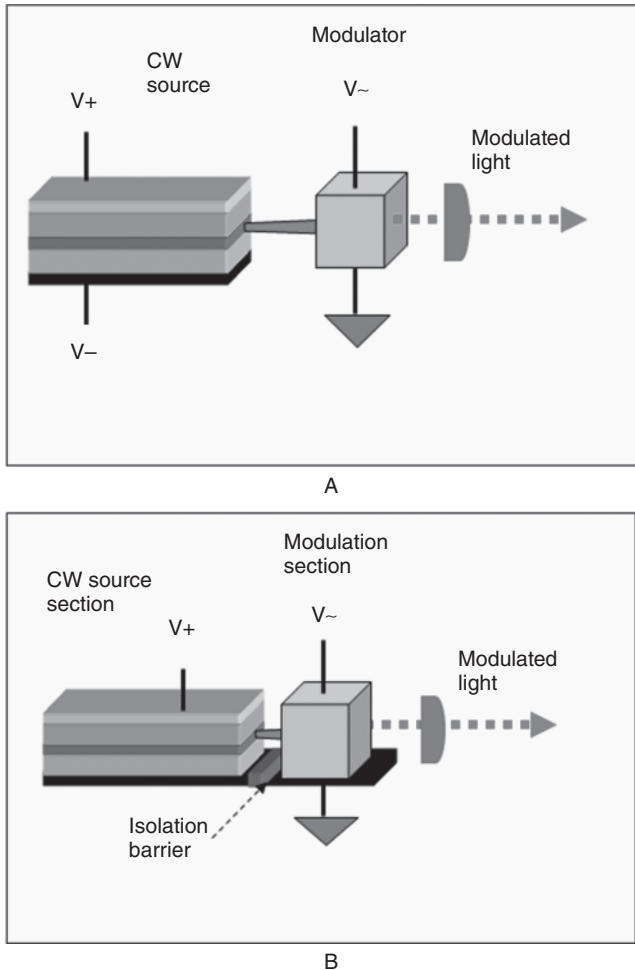 Modulator
CW
source
V~
V+
Modulated
light
V–
A
Modulation
section
CW source
section
V~
V+
Modulated
light
Isolation
barrier
B